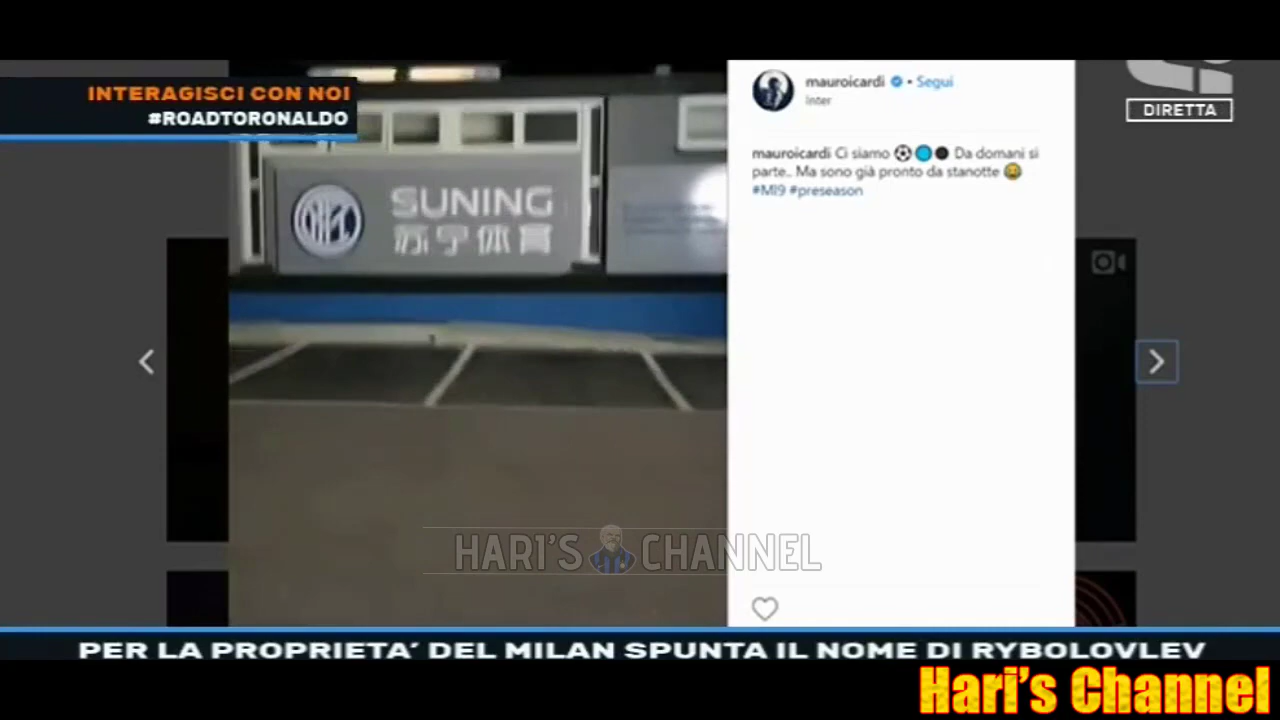 INTERAGISCI CON NOI
#ROADTORONALDO
DIRETTA
SUNING
苏宁体育
mauroicardi • Segui
Inter
mauroicardi Ci siamo ⚽🔵⚫ Da domani si
parte.. Ma sono già pronto da stanotte 😂
#MI9 #preseason
HARI'S CHANNEL
PER LA PROPRIETA' DEL MILAN SPUNTA IL NOME DI RYBOLOVLEV
Hari's Channel